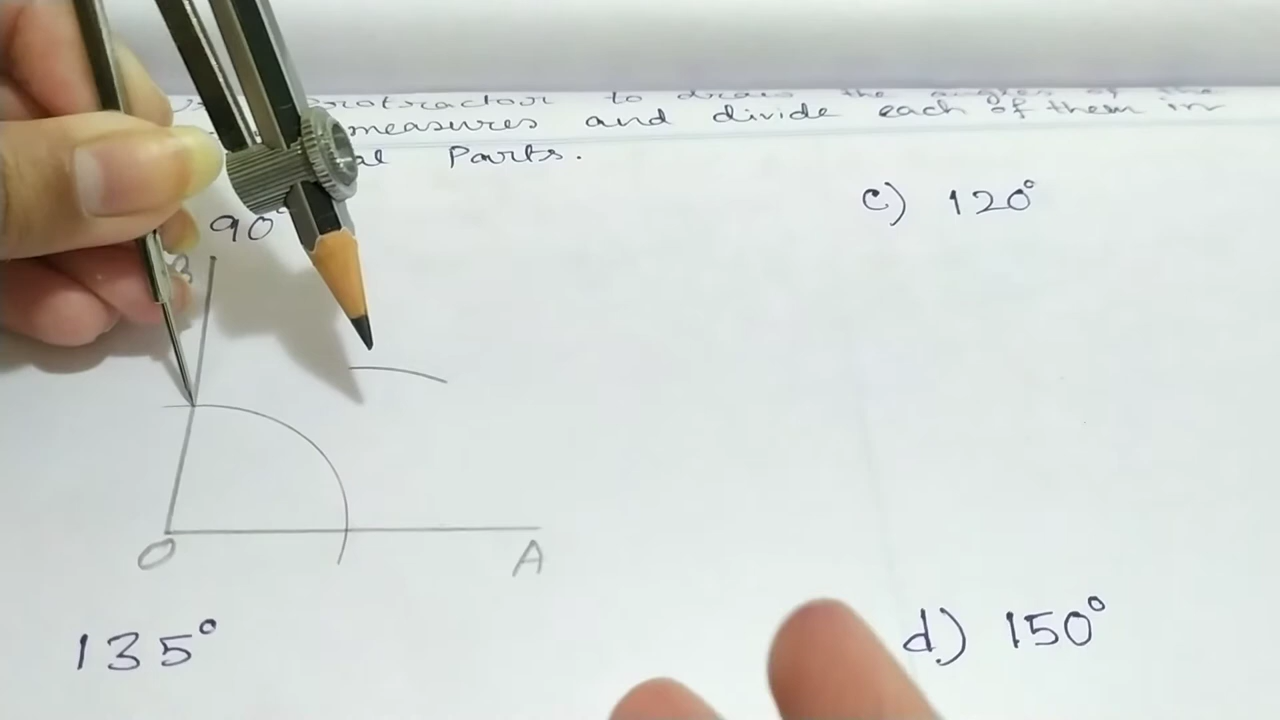 protractor to draw the angles of the
measures and divide each of them in
Parts.
90°
c) 120°
B
O
A
135°
d.) 150°